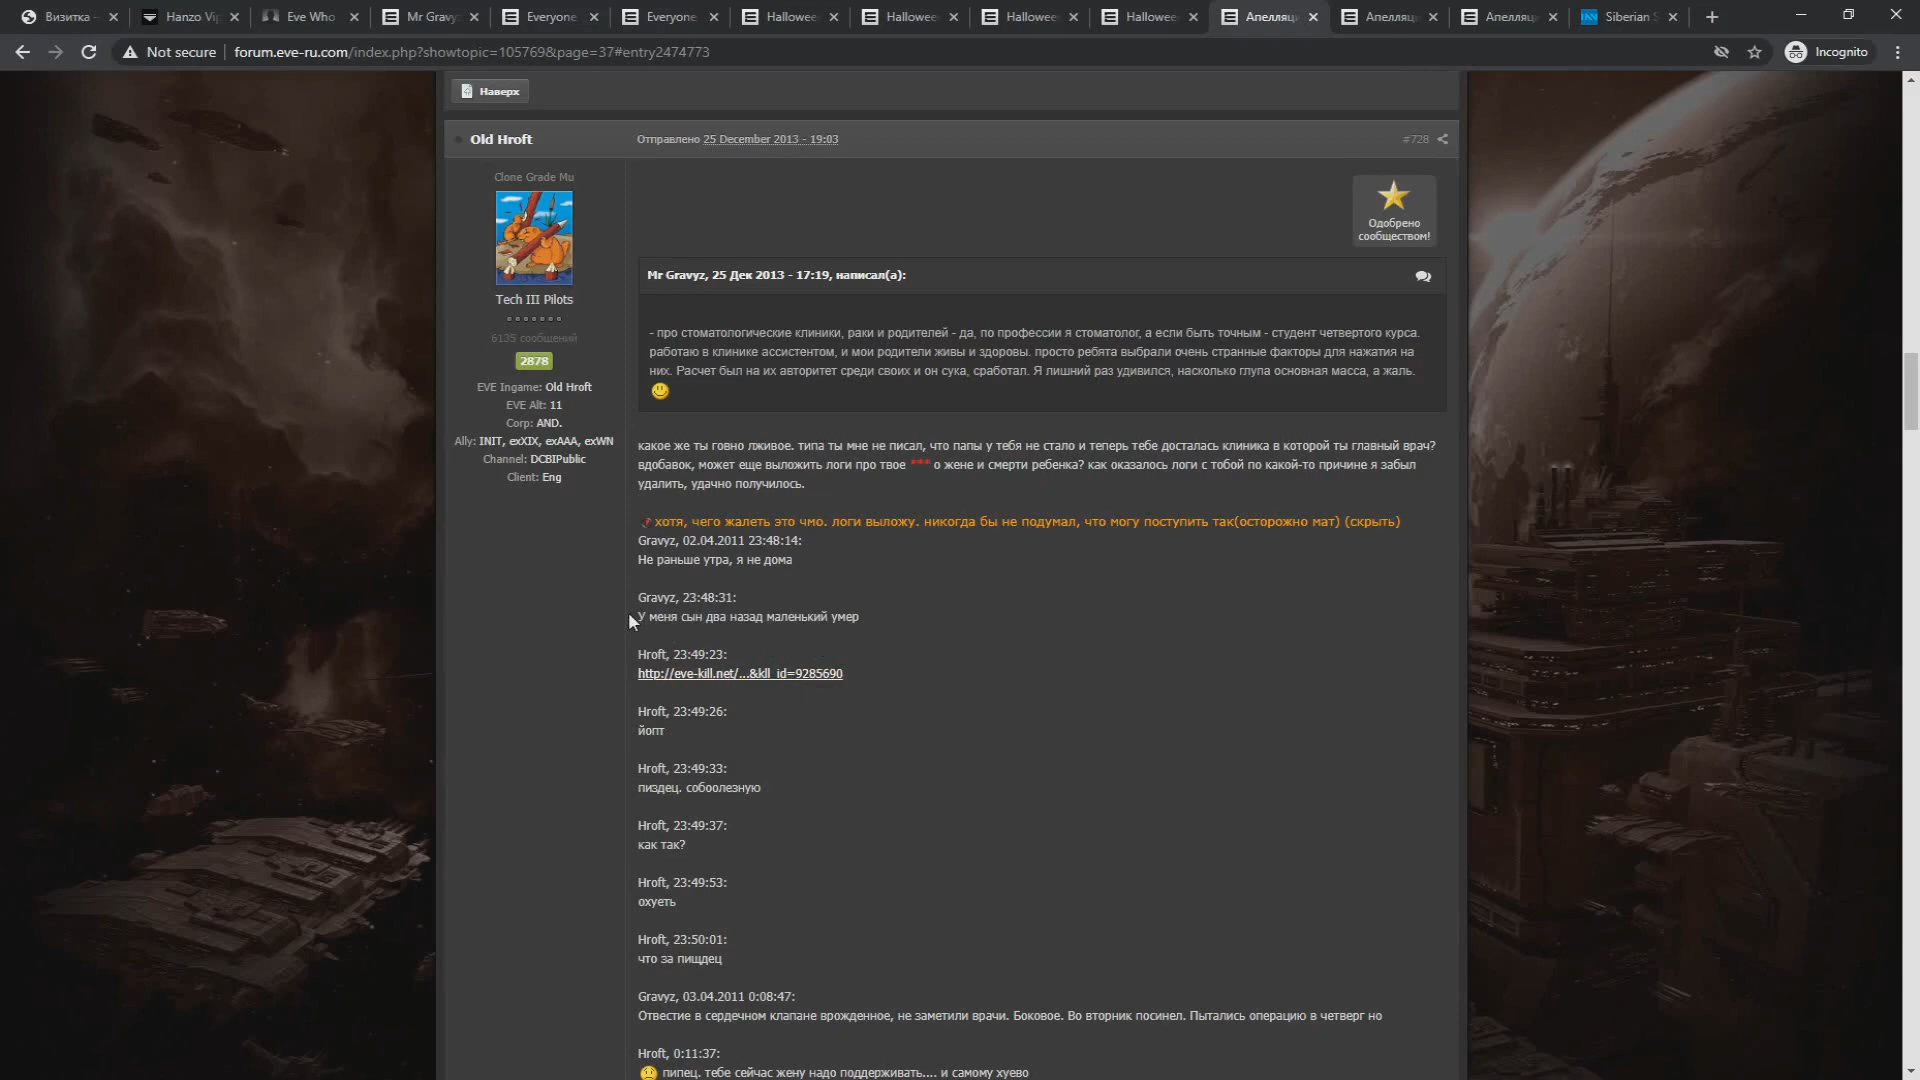 Визитка -
Hanzo Vip
Eve Who
Mr Gravyz
Everyone
Everyone
Hallowee
Hallowee
Hallowee
Hallowee
Апелляци
Апелляци
Апелляци
Siberian S
Not secure
forum.eve-ru.com/index.php?showtopic=105769&page=37#entry2474773
Incognito
Наверх
Old Hroft
Отправлено 25 December 2013 - 19:03
#728
Clone Grade Mu
Tech III Pilots
6135 сообщений
2878
EVE Ingame: Old Hroft
EVE Alt: 11
Corp: AND.
Ally: INIT, exXIX, exAAA, exWN
Channel: DCBIPublic
Client: Eng
Одобрено
сообществом!
Mr Gravyz, 25 Дек 2013 - 17:19, написал(а):
- про стоматологические клиники, раки и родителей - да, по профессии я стоматолог, а если быть точным - студент четвертого курса.
работаю в клинике ассистентом, и мои родители живы и здоровы. просто ребята выбрали очень странные факторы для нажатия на
них. Расчет был на их авторитет среди своих и он сука, сработал. Я лишний раз удивился, насколько глупа основная масса, а жаль.
какое же ты говно лживое. типа ты мне не писал, что папы у тебя не стало и теперь тебе досталась клиника в которой ты главный врач?
вдобавок, может еще выложить логи про твое *** о жене и смерти ребенка? как оказалось логи с тобой по какой-то причине я забыл
удалить, удачно получилось.
хотя, чего жалеть это чмо. логи выложу. никогда бы не подумал, что могу поступить так(осторожно мат) (скрыть)
Gravyz, 02.04.2011 23:48:14:
Не раньше утра, я не дома
Gravyz, 23:48:31:
У меня сын два назад маленький умер
Hroft, 23:49:23:
http://eve-kill.net/...&kll_id=9285690
Hroft, 23:49:26:
йопт
Hroft, 23:49:33:
пиздец. собоолезную
Hroft, 23:49:37:
как так?
Hroft, 23:49:53:
охуеть
Hroft, 23:50:01:
что за пищдец
Gravyz, 03.04.2011 0:08:47:
Отвестие в сердечном клапане врожденное, не заметили врачи. Боковое. Во вторник посинел. Пытались операцию в четверг но
Hroft, 0:11:37:
пипец. тебе сейчас жену надо поддерживать.... и самому хуево